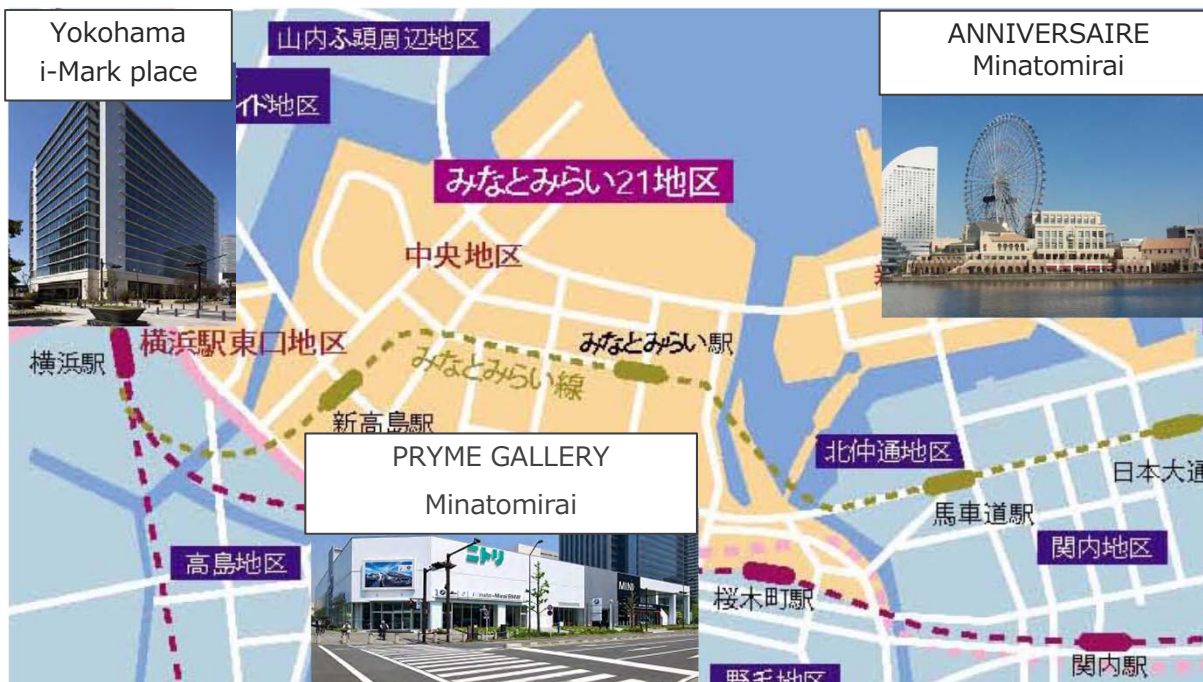 Yokohama
i-Mark place
山内ふ頭周辺地区
ANNIVERSAIRE
Minatomirai
イド地区
みなとみらい21地区
中央地区
横浜駅東口地区
横浜駅
みなとみらい駅
みなとみらい線
新高島駅
PRYME GALLERY
Minatomirai
北仲通地区
日本大通
馬車道駅
関内地区
高島地区
ニトリ
MINI
桜木町駅
関内駅
野毛地区